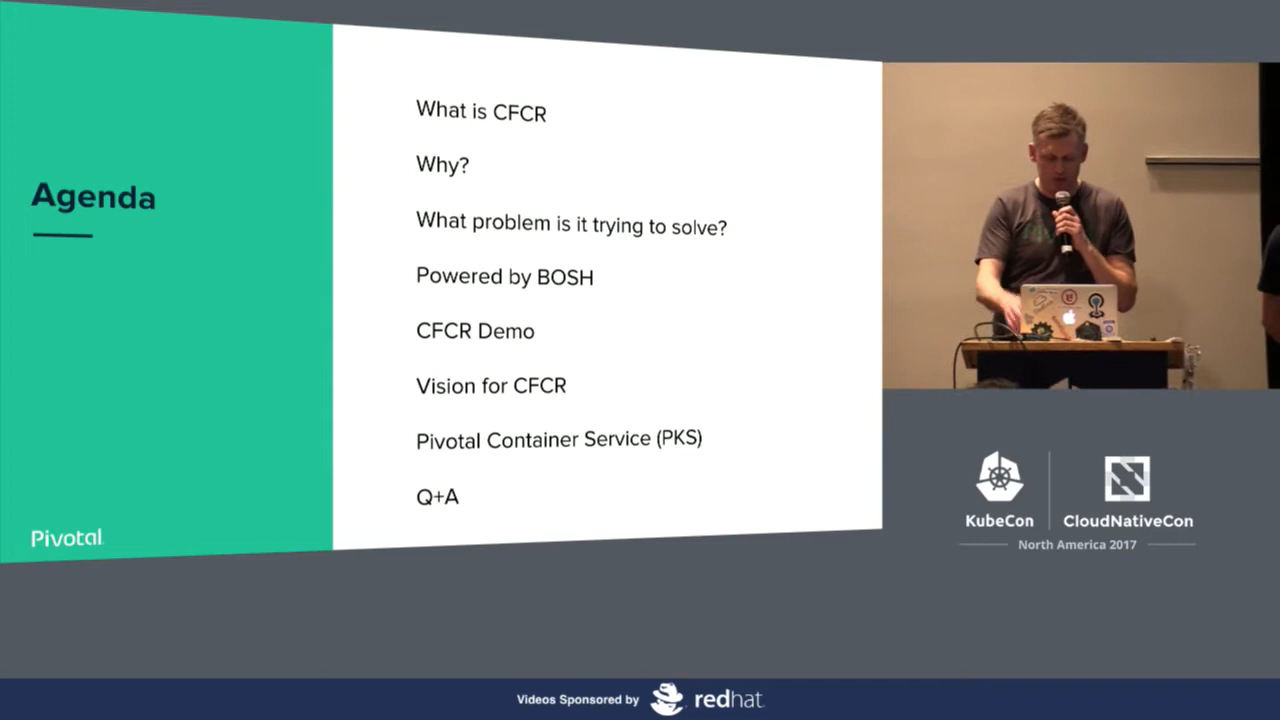 Agenda
What is CFCR
Why?
What problem is it trying to solve?
Powered by BOSH
CFCR Demo
Vision for CFCR
Pivotal Container Service (PKS)
Q+A
Pivotal
KubeCon
CloudNativeCon
North America 2017
Videos Sponsored by
redhat